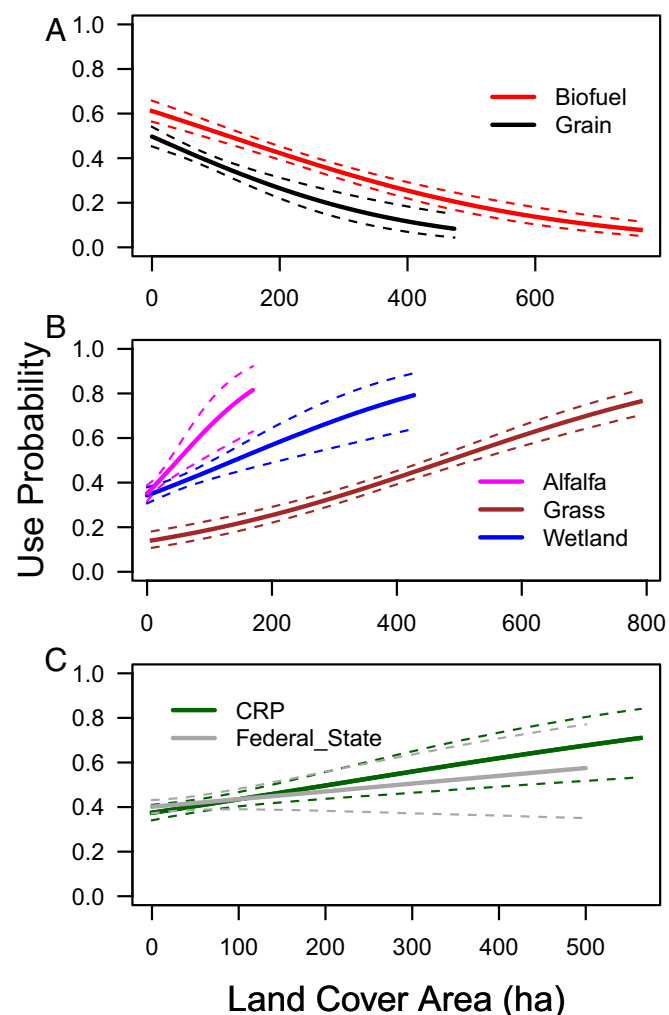 A
1.0
0.8
0.6
0.4
0.2
0.0
Biofuel
Grain
0 200 400 600
B
1.0
0.8
0.6
0.4
0.2
0.0
Alfalfa
Grass
Wetland
0 200 400 600 800
Use Probability
C
1.0
0.8
0.6
0.4
0.2
0.0
CRP
Federal_State
0 100 200 300 400 500
Land Cover Area (ha)